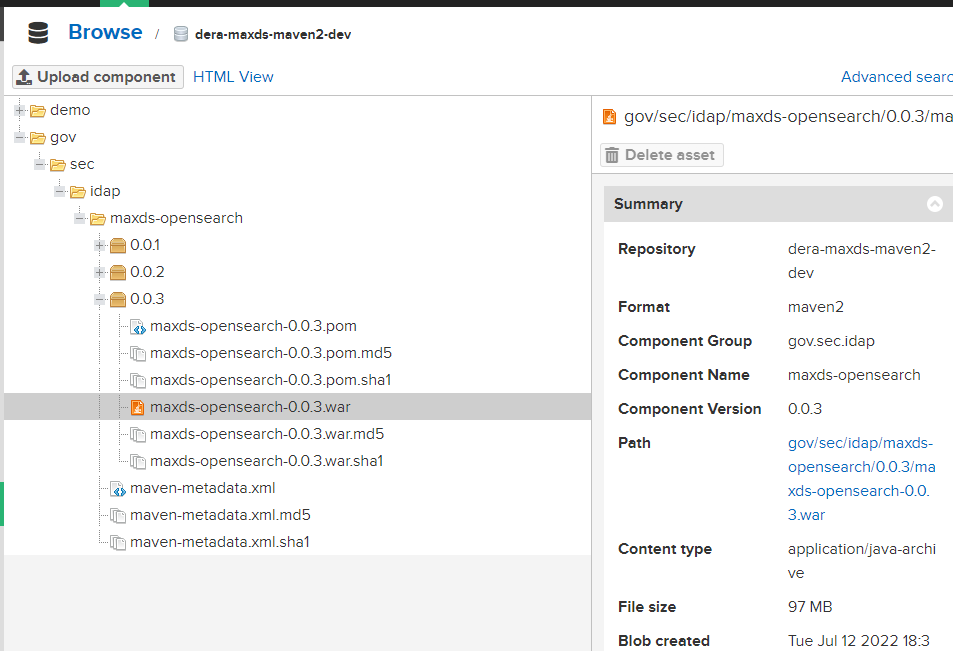 Browse / dera-maxds-maven2-dev
Upload component HTML View Advanced searc
demo
gov
sec
idap
maxds-opensearch
0.0.1
0.0.2
0.0.3
maxds-opensearch-0.0.3.pom
maxds-opensearch-0.0.3.pom.md5
maxds-opensearch-0.0.3.pom.sha1
maxds-opensearch-0.0.3.war
maxds-opensearch-0.0.3.war.md5
maxds-opensearch-0.0.3.war.sha1
maven-metadata.xml
maven-metadata.xml.md5
maven-metadata.xml.sha1
gov/sec/idap/maxds-opensearch/0.0.3/ma
Delete asset
Summary
Repository dera-maxds-maven2-
dev
Format maven2
Component Group gov.sec.idap
Component Name maxds-opensearch
Component Version 0.0.3
Path gov/sec/idap/maxds-
opensearch/0.0.3/ma
xds-opensearch-0.0.
3.war
Content type application/java-archi
ve
File size 97 MB
Blob created Tue Jul 12 2022 18:3